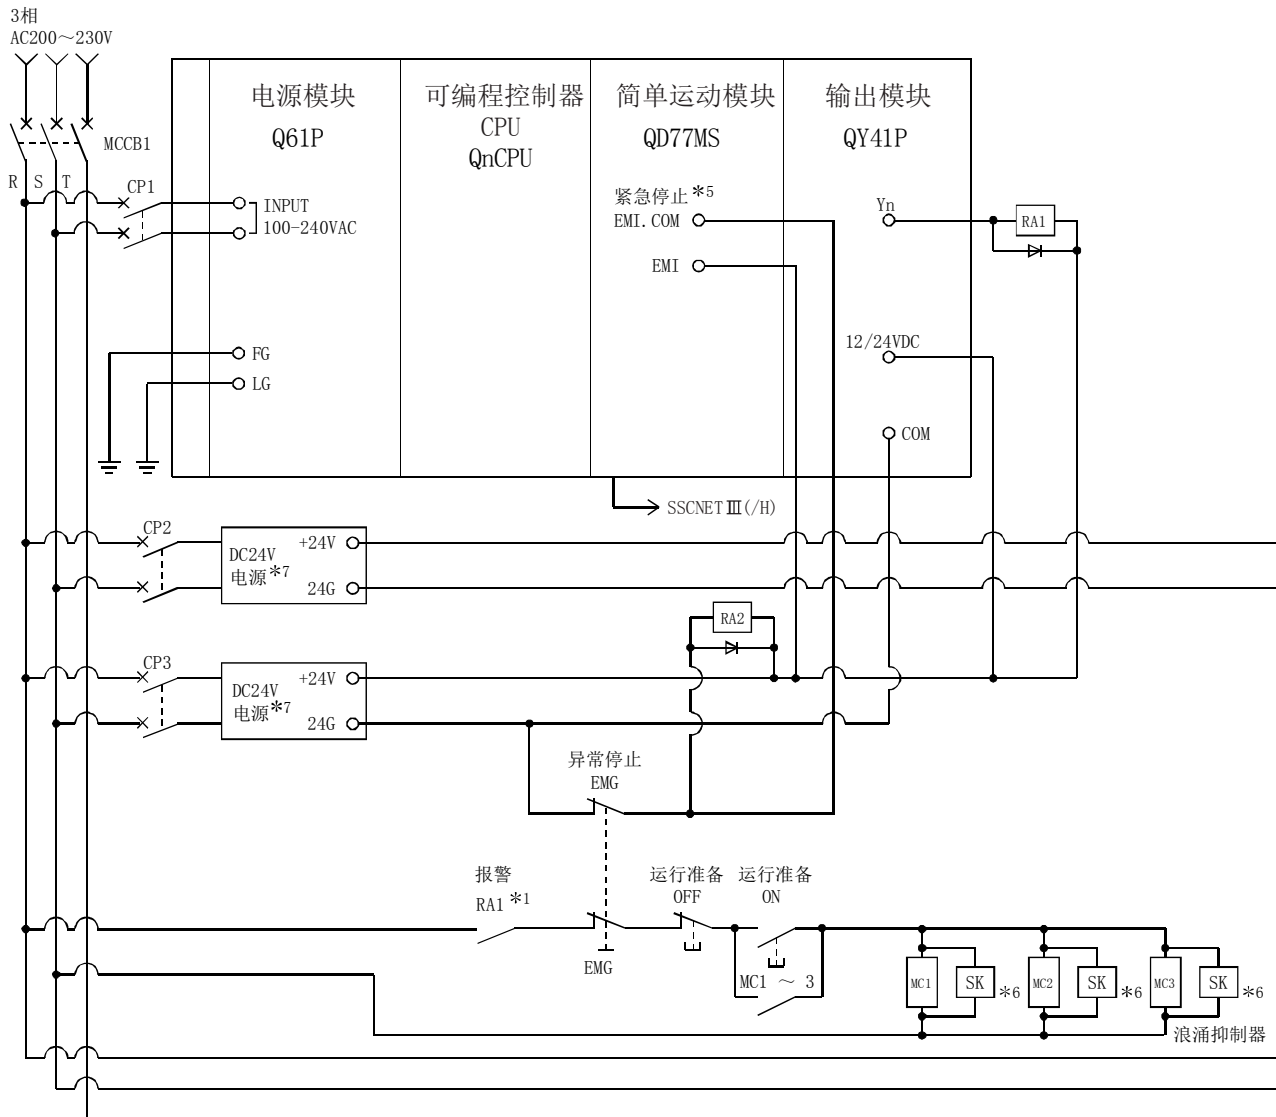 3相
AC200～230V
MCCB1
R S T
CP1
电源模块
Q61P
可编程控制器
CPU
QnCPU
简单运动模块
QD77MS
输出模块
QY41P
INPUT
100-240VAC
紧急停止*5
EMI.COM
EMI
Yn
RA1
12/24VDC
FG
LG
COM
SSCNETⅢ(/H)
CP2
DC24V
电源*7
+24V
24G
RA2
CP3
DC24V
电源*7
+24V
24G
异常停止
EMG
报警
RA1*1
EMG
运行准备
OFF
运行准备
ON
MC1 ～ 3
MC1
SK
*6
MC2
SK
*6
MC3
SK
*6
浪涌抑制器